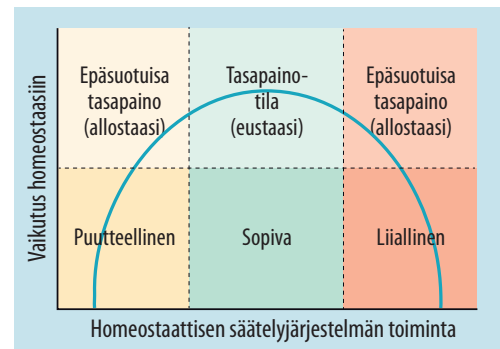 Epäsuotuisa
tasapaino
(allostaasi)
Tasapaino-
tila
(eustaasi)
Epäsuotuisa
tasapaino
(allostaasi)
Puutteellinen
Sopiva
Liiallinen
Vaikutus homeostaasiin
Homeostaattisen säätelyjärjestelmän toiminta